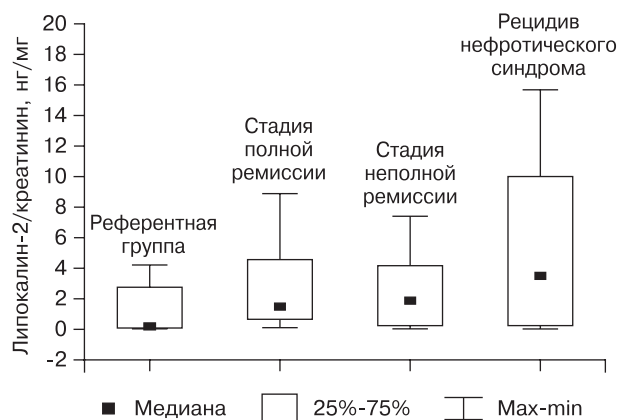 Липокалин-2/креатинин, нг/мг
20
18
16
14
12
10
8
6
4
2
0
-2
Референтная
группа
Стадия
полной
ремиссии
Стадия
неполной
ремиссии
Рецидив
нефротического
синдрома
Медиана
25%-75%
Max-min